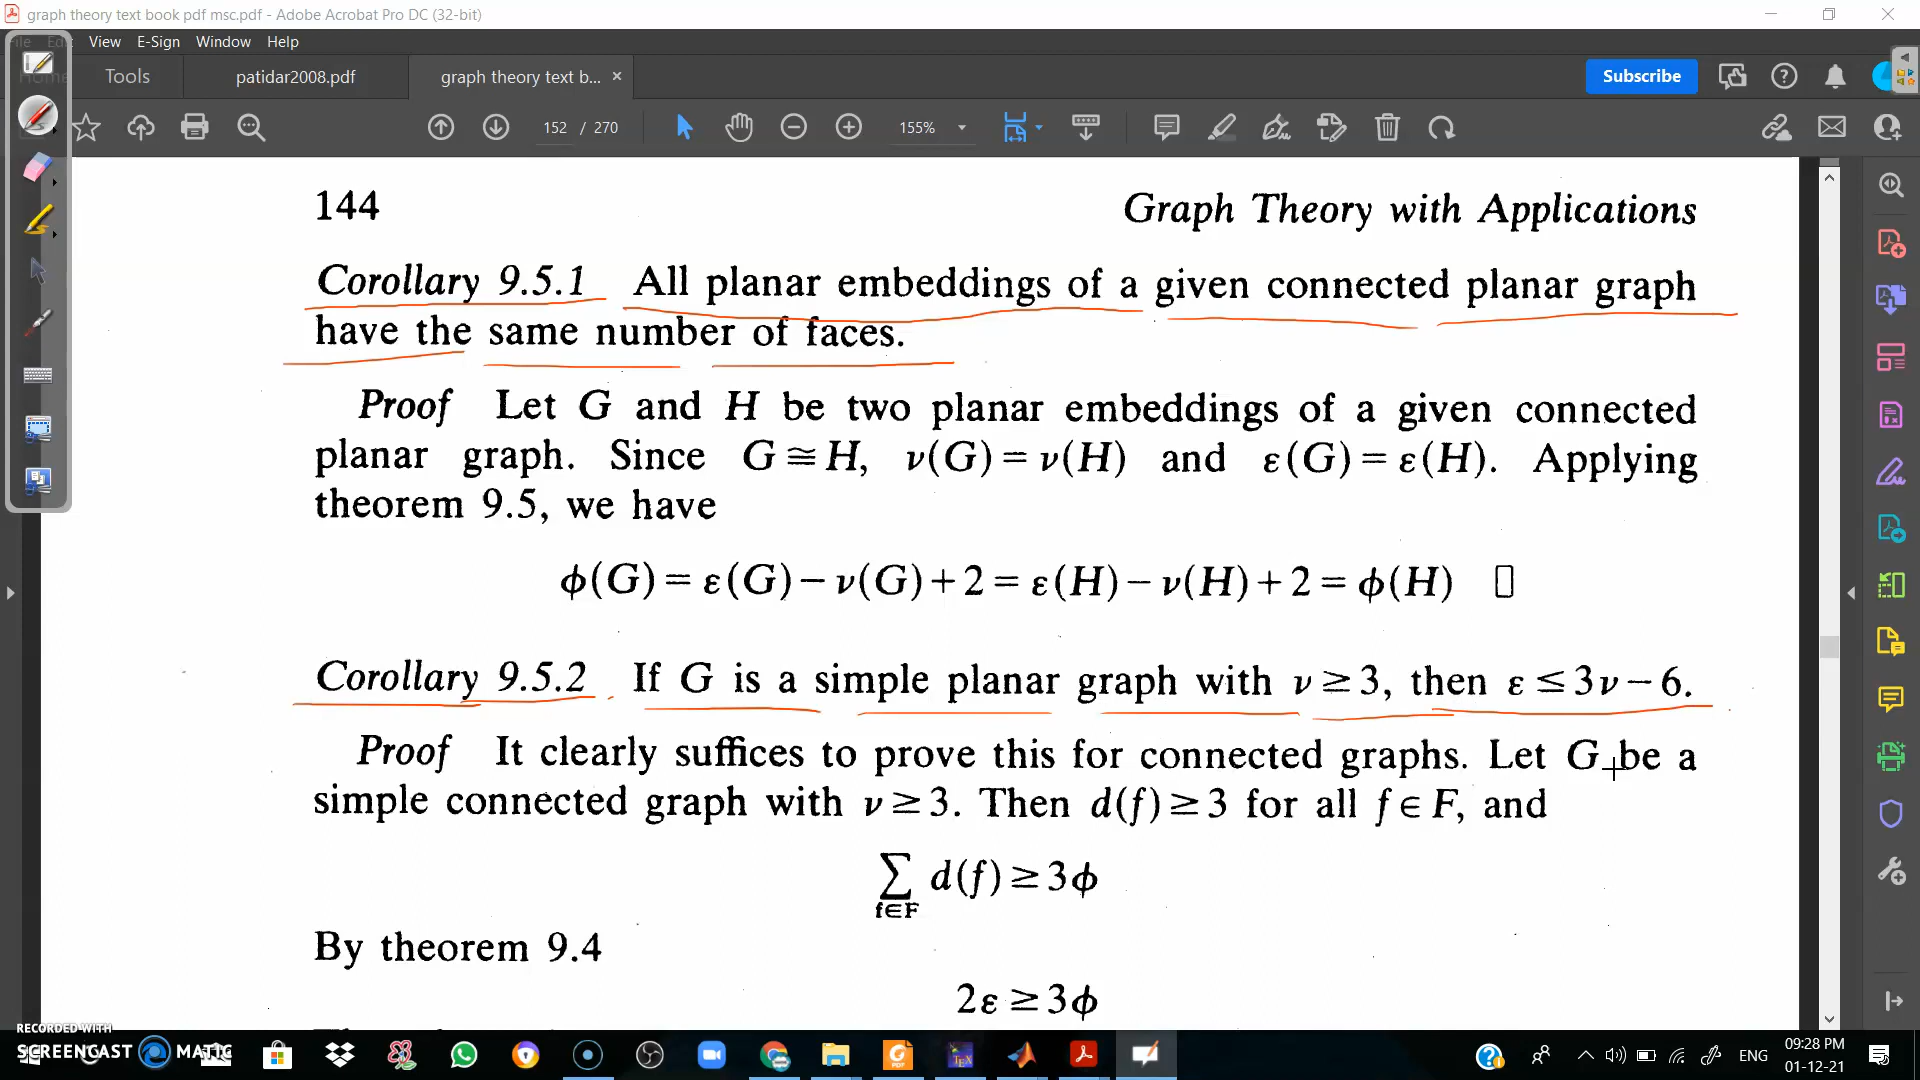 graph theory text book pdf msc.pdf - Adobe Acrobat Pro DC (32-bit)
View E-Sign Window Help
Tools patidar2008.pdf graph theory text b... × Subscribe
152 / 270 155%
144 Graph Theory with Applications
Corollary 9.5.1 All planar embeddings of a given connected planar graph
have the same number of faces.
Proof Let G and H be two planar embeddings of a given connected
planar graph. Since G ≅ H, ν(G) = ν(H) and ε(G) = ε(H). Applying
theorem 9.5, we have
ϕ(G) = ε(G) − ν(G) + 2 = ε(H) − ν(H) + 2 = ϕ(H) □
Corollary 9.5.2 If G is a simple planar graph with ν ≥ 3, then ε ≤ 3ν − 6.
Proof It clearly suffices to prove this for connected graphs. Let G be a
simple connected graph with ν ≥ 3. Then d(f) ≥ 3 for all f ∈ F, and
∑ d(f) ≥ 3ϕ
f∈F
By theorem 9.4
2ε ≥ 3ϕ
RECORDED WITH
SCREENCAST MATIC
ENG
09:28 PM
01-12-21